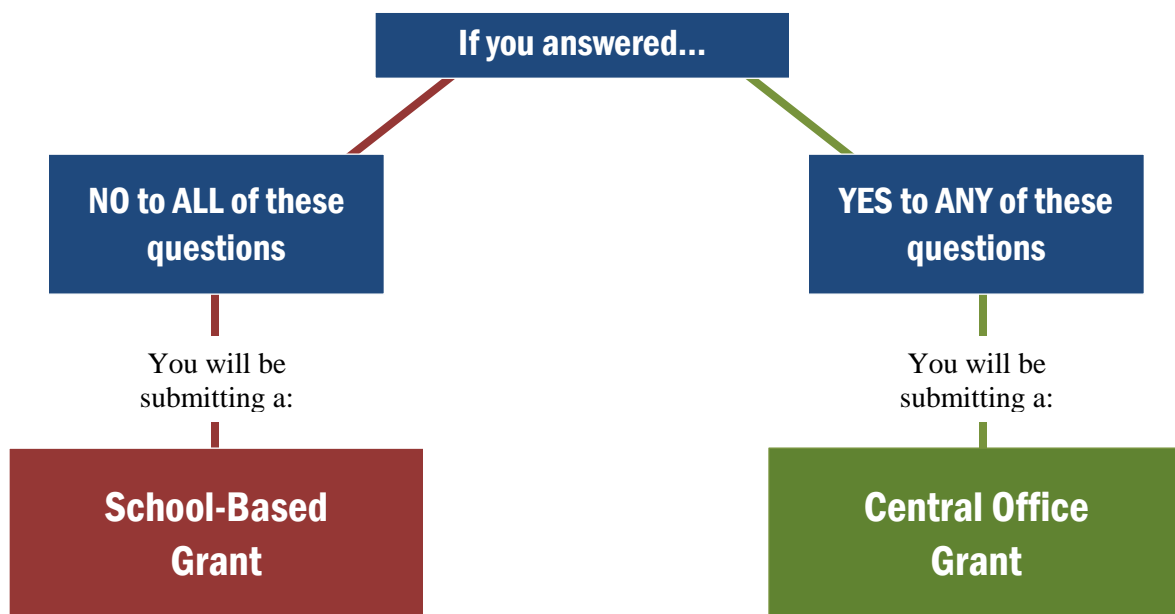 If you answered...
NO to ALL of these
questions
YES to ANY of these
questions
You will be
submitting a:
You will be
submitting a:
School-Based
Grant
Central Office
Grant